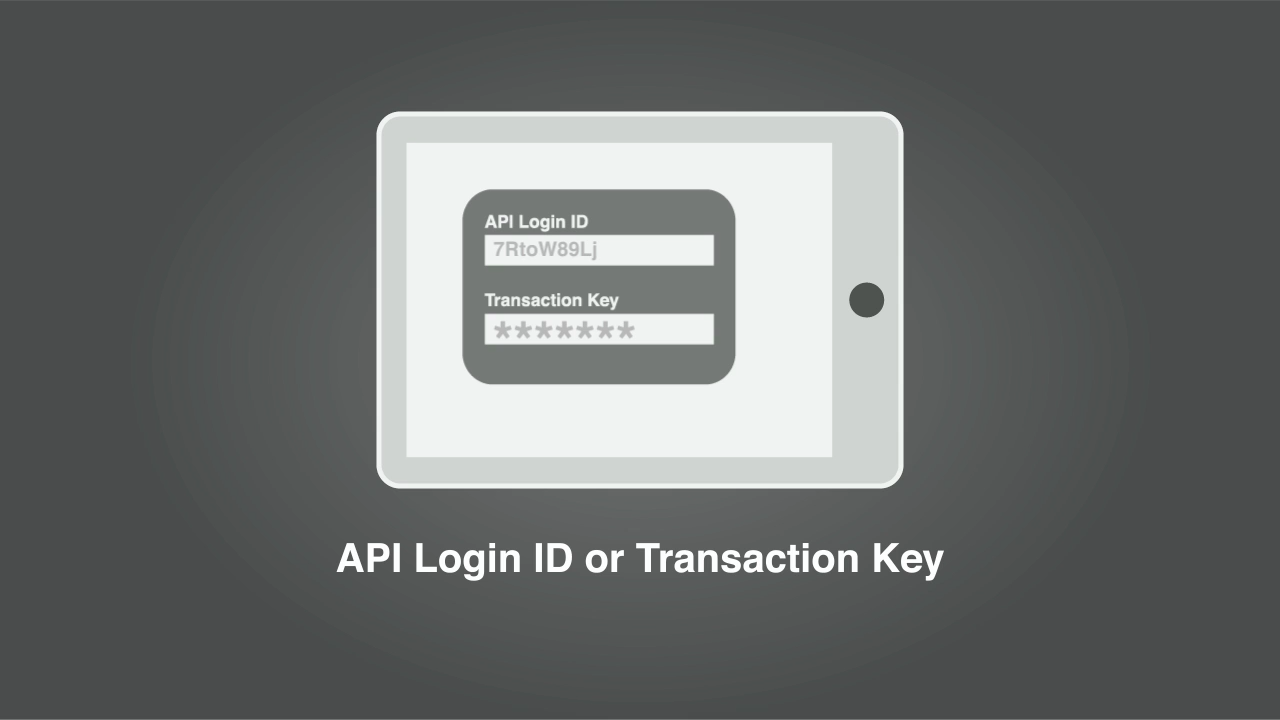 API Login ID
7RtoW89Lj
Transaction Key
*******
API Login ID or Transaction Key